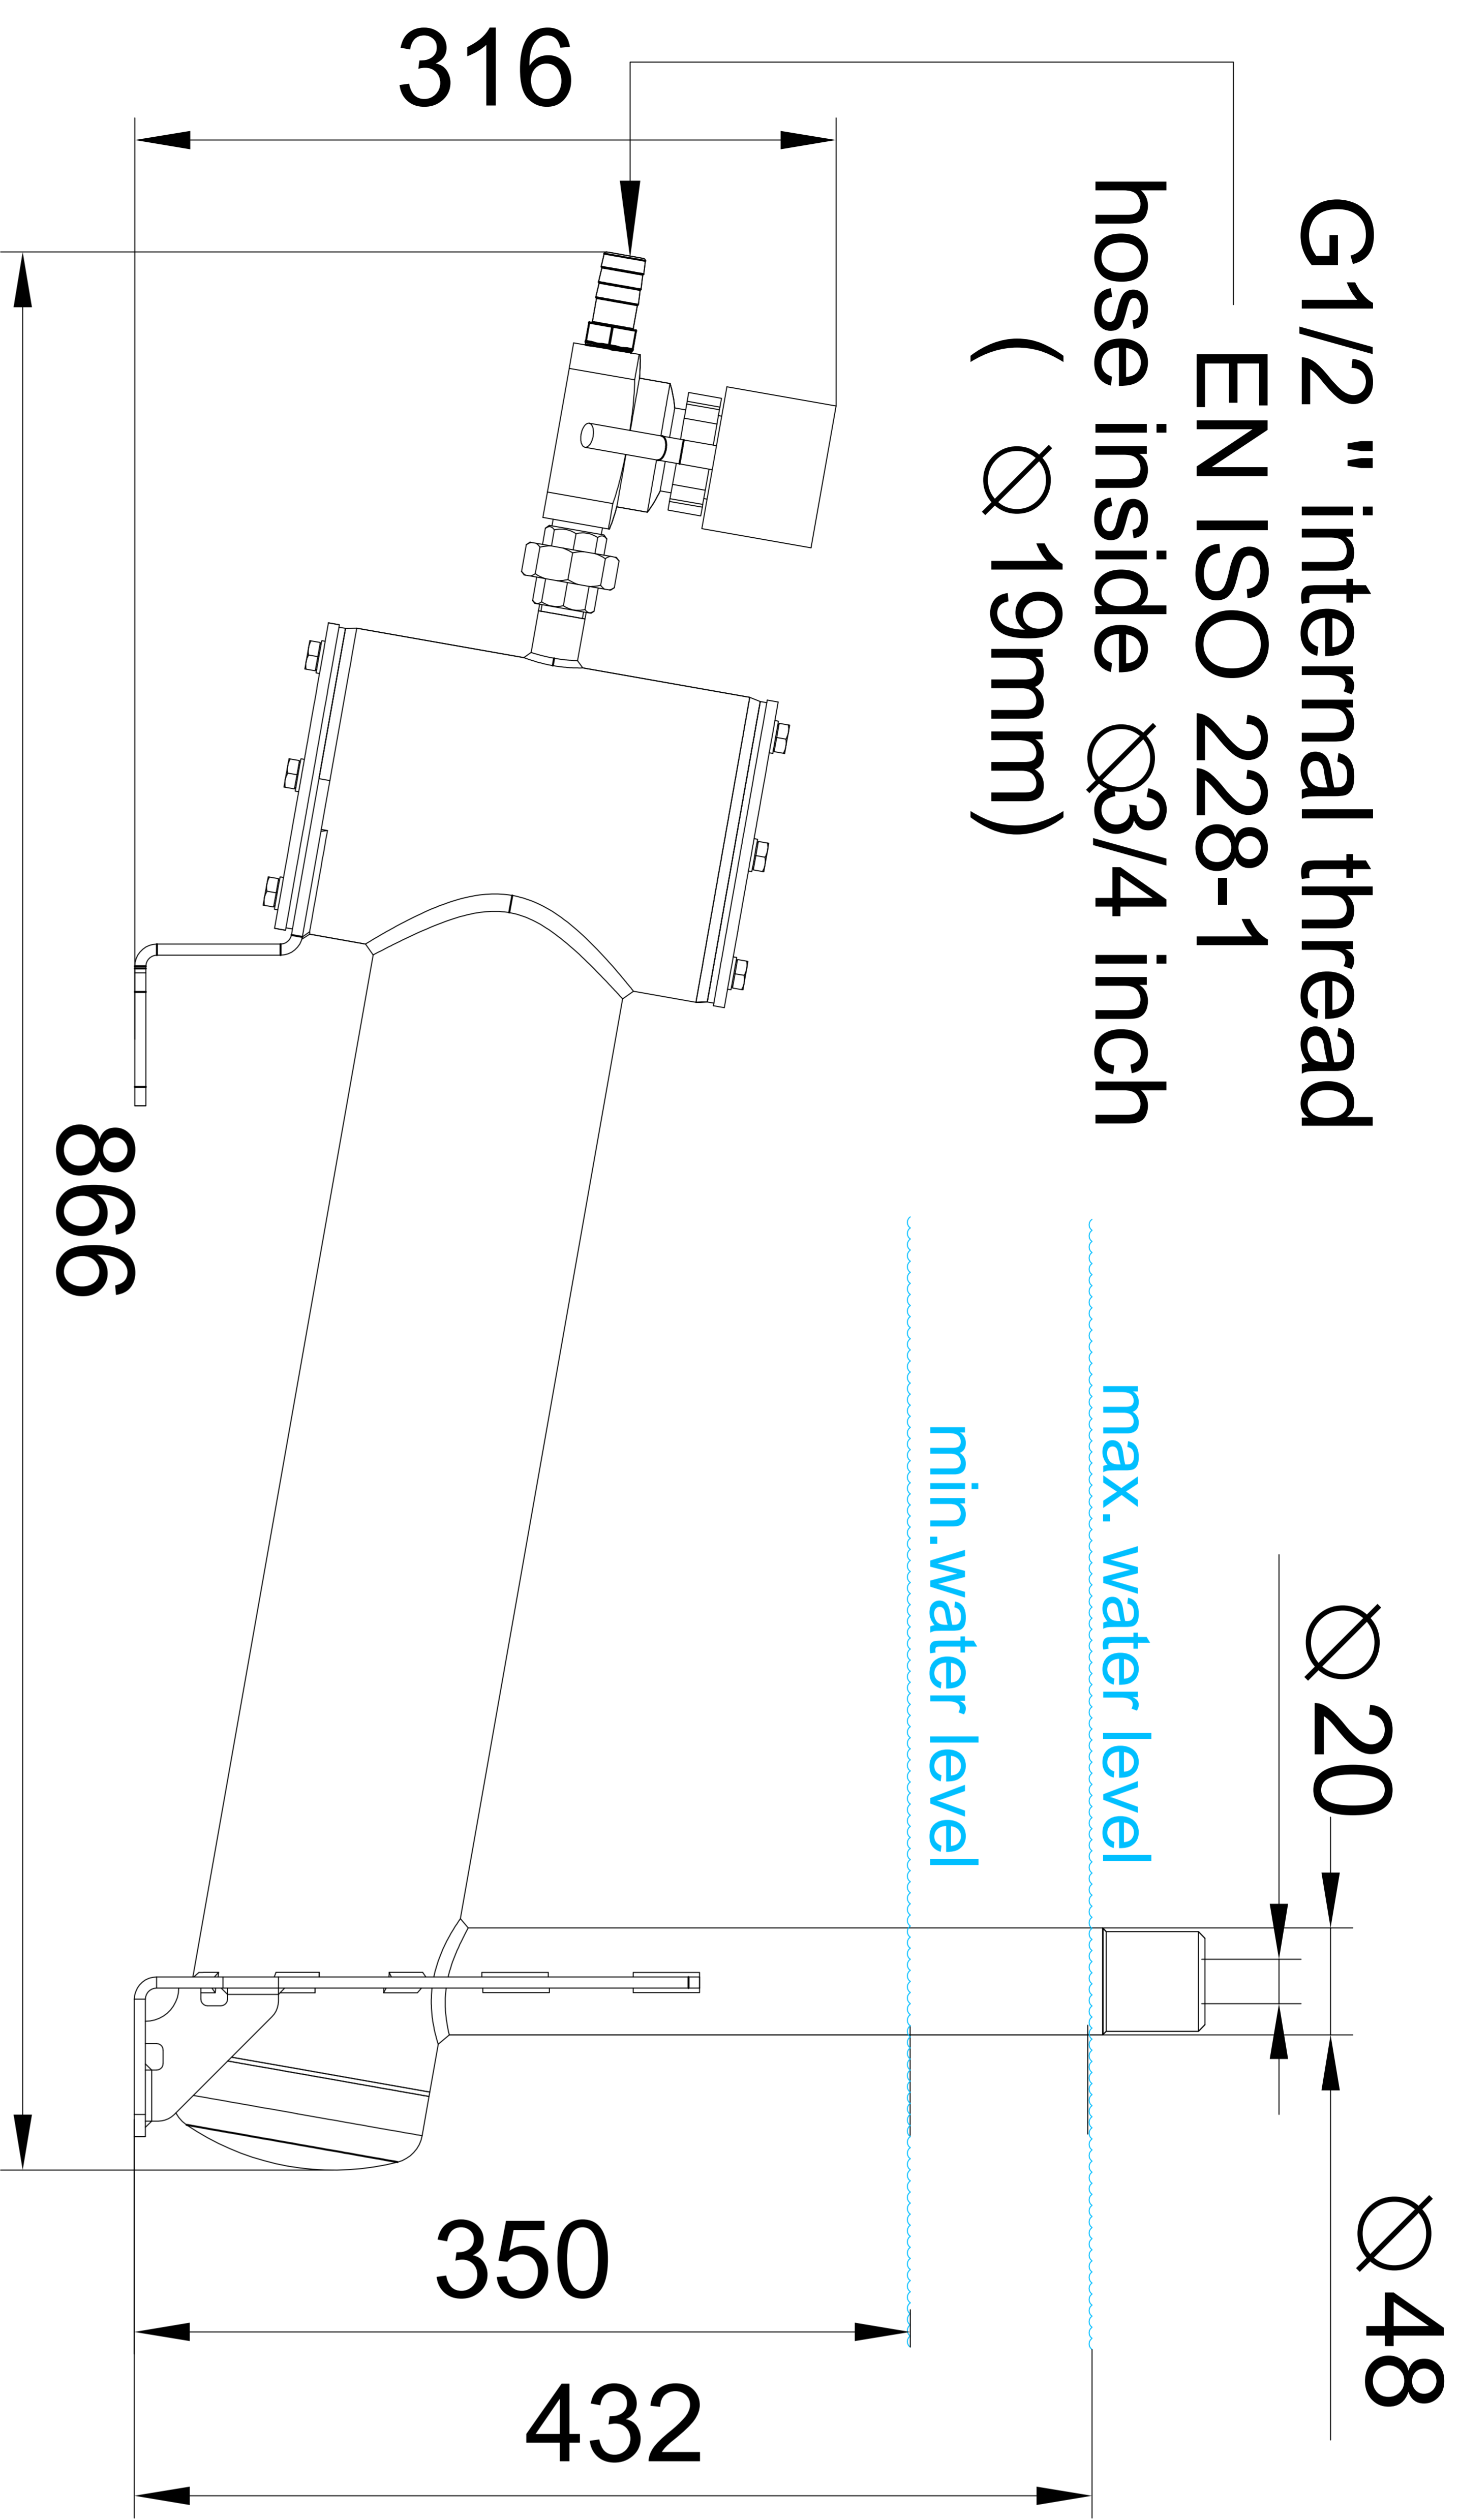 316
G1/2 " internal thread
EN ISO 228-1
hose inside ∅3/4 inch
( ∅ 19mm)
866
max. water level
min.water level
∅ 20
∅ 48
350
432